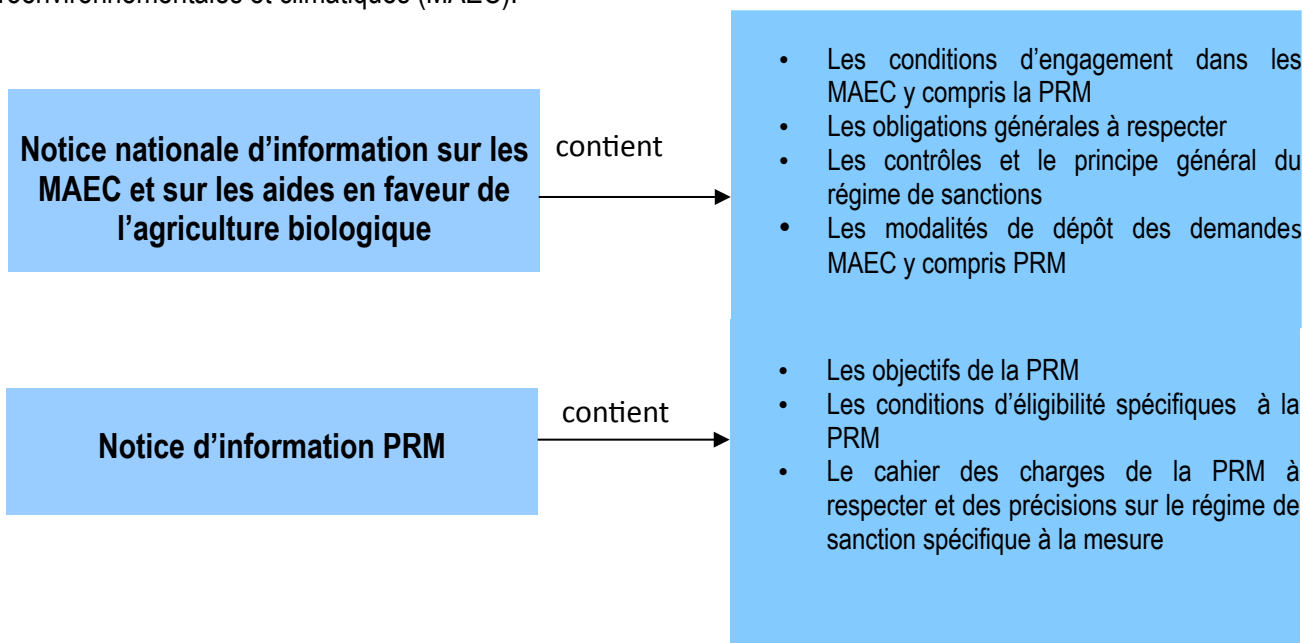 (MAEC).
Notice nationale d'information sur les
MAEC et sur les aides en faveur de
l'agriculture biologique
contient
• Les conditions d'engagement dans les
MAEC y compris la PRM
• Les obligations générales à respecter
• Les contrôles et le principe général du
régime de sanctions
• Les modalités de dépôt des demandes
MAEC y compris PRM
Notice d'information PRM
contient
• Les objectifs de la PRM
• Les conditions d'éligibilité spécifiques à la
PRM
• Le cahier des charges de la PRM à
respecter et des précisions sur le régime de
sanction spécifique à la mesure